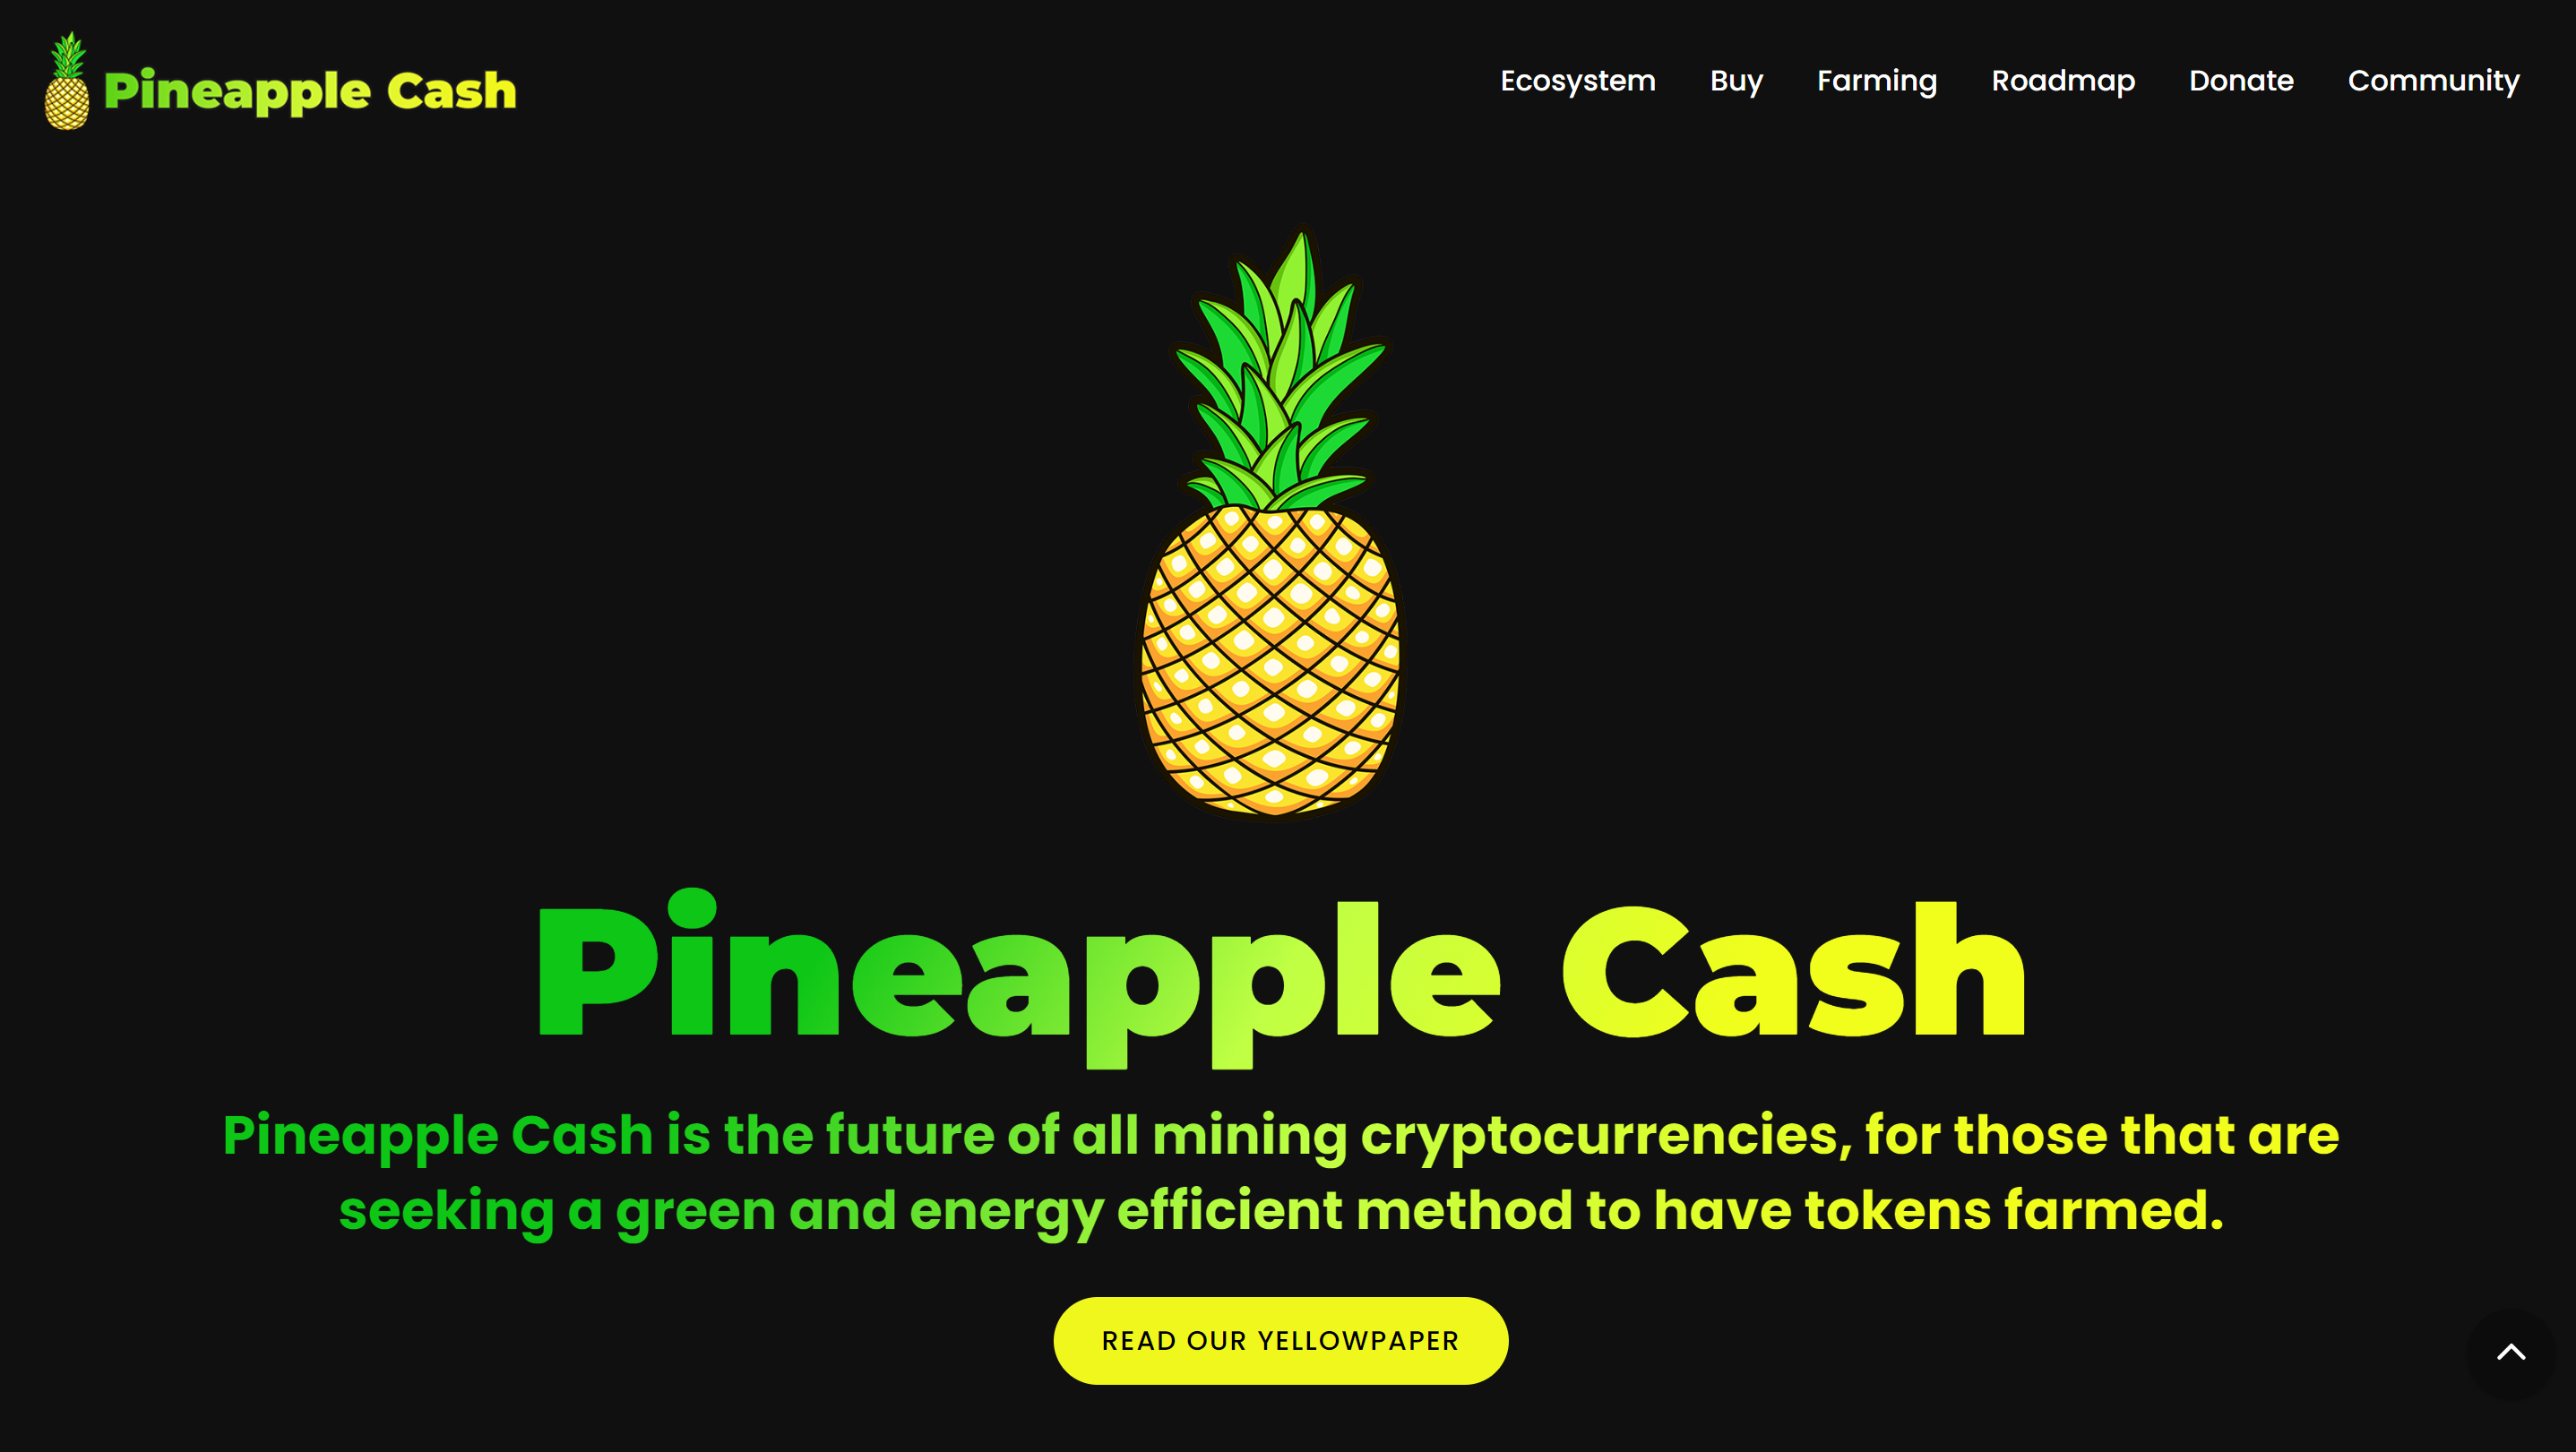 Pineapple Cash
Ecosystem Buy Farming Roadmap Donate Community
Pineapple Cash
Pineapple Cash is the future of all mining cryptocurrencies, for those that are
seeking a green and energy efficient method to have tokens farmed.
READ OUR YELLOWPAPER